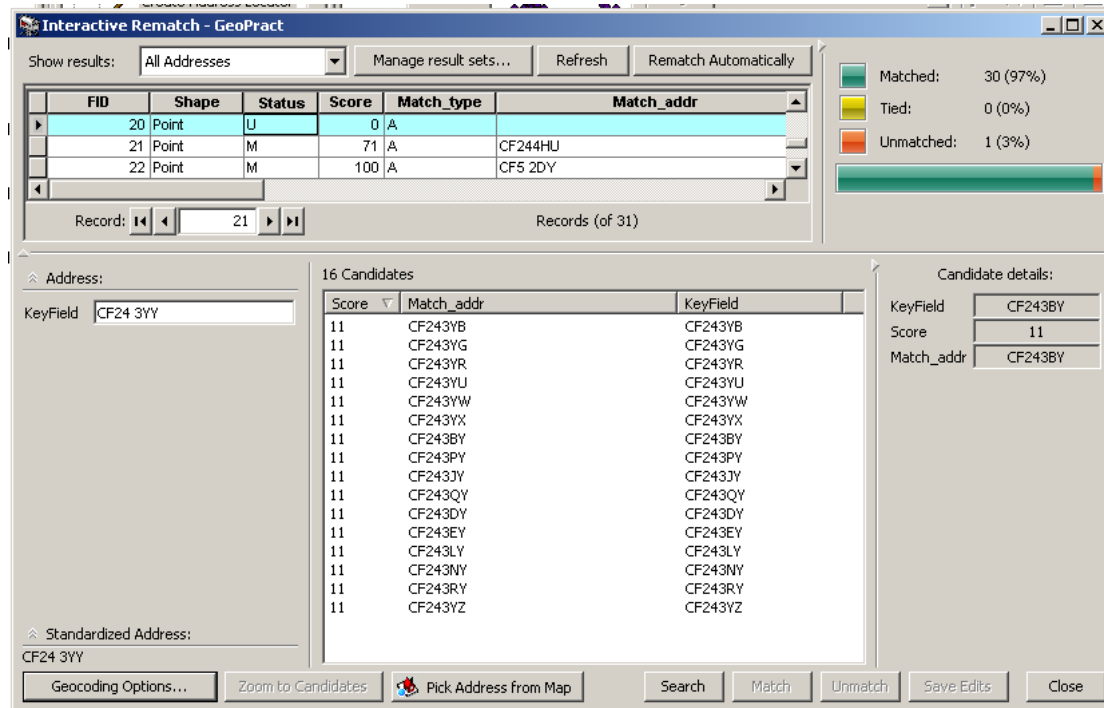 Create Address Locator
Interactive Rematch - GeoPract
Show results: All Addresses Manage result sets... Refresh Rematch Automatically
FID Shape Status Score Match_type Match_addr
20 Point U 0 A
21 Point M 71 A CF244HU
22 Point M 100 A CF5 2DY
Record: 21 Records (of 31)
Matched: 30 (97%)
Tied: 0 (0%)
Unmatched: 1 (3%)
Address:
KeyField CF24 3YY
16 Candidates
Score Match_addr KeyField
11 CF243YB CF243YB
11 CF243YG CF243YG
11 CF243YR CF243YR
11 CF243YU CF243YU
11 CF243YW CF243YW
11 CF243YX CF243YX
11 CF243BY CF243BY
11 CF243PY CF243PY
11 CF243JY CF243JY
11 CF243QY CF243QY
11 CF243DY CF243DY
11 CF243EY CF243EY
11 CF243LY CF243LY
11 CF243NY CF243NY
11 CF243RY CF243RY
11 CF243YZ CF243YZ
Candidate details:
KeyField CF243BY
Score 11
Match_addr CF243BY
Standardized Address:
CF24 3YY
Geocoding Options... Zoom to Candidates Pick Address from Map Search Match Unmatch Save Edits Close